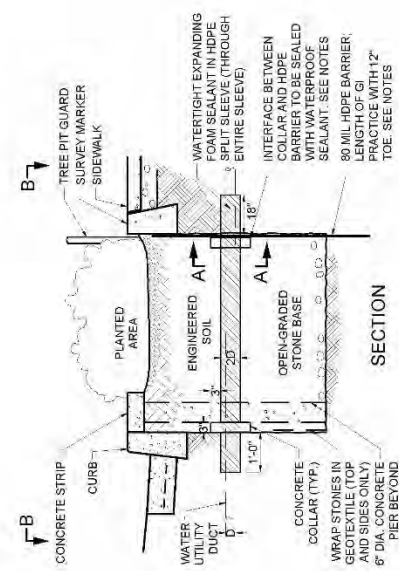 B
B
CONCRETE STRIP
CURB
WATER
UTILITY
DUCT
D
1'-0"
3"
3"
2D
18"
CONCRETE
COLLAR (TYP.)
WRAP STONES IN
GEOTEXTILE (TOP
AND SIDES ONLY)
6" DIA. CONCRETE
PIER BEYOND
PLANTED
AREA
ENGINEERED
SOIL
OPEN-GRADED
STONE BASE
A
A
TREE PIT GUARD
SURVEY MARKER
SIDEWALK
WATERTIGHT EXPANDING
FOAM SEALANT IN HDPE
SPLIT SLEEVE (THROUGH
ENTIRE SLEEVE)
INTERFACE BETWEEN
COLLAR AND HDPE
BARRIER TO BE SEALED
WITH WATERPROOF
SEALANT. SEE NOTES
80 MIL HDPE BARRIER;
LENGTH OF GI
PRACTICE WITH 12"
TOE. SEE NOTES
SECTION